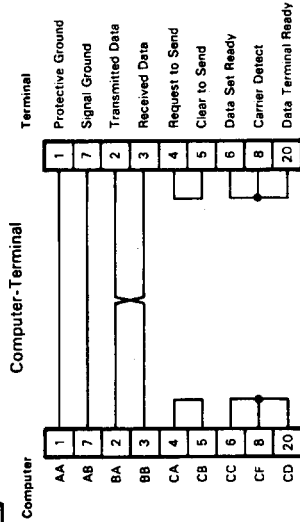 Computer-Terminal
Computer
Terminal
AA 1 1 Protective Ground
AB 7 7 Signal Ground
BA 2 2 Transmitted Data
BB 3 3 Received Data
CA 4 4 Request to Send
CB 5 5 Clear to Send
CC 6 6 Data Set Ready
CF 8 8 Carrier Detect
CD 20 20 Data Terminal Ready